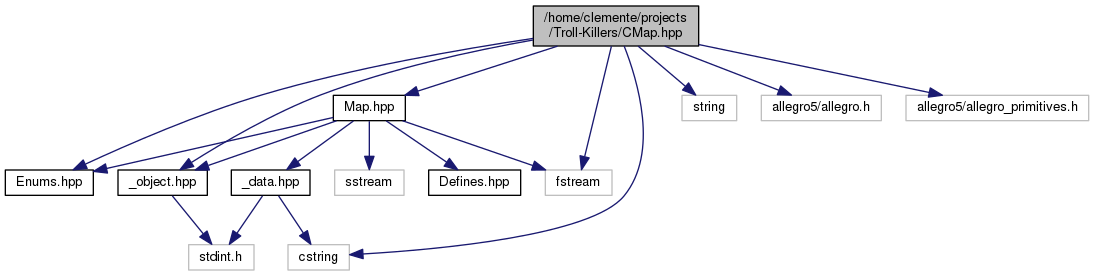 /home/clemente/projects
/Troll-Killers/CMap.hpp
Map.hpp
string
allegro5/allegro.h
allegro5/allegro_primitives.h
Enums.hpp
_object.hpp
_data.hpp
sstream
Defines.hpp
fstream
stdint.h
cstring